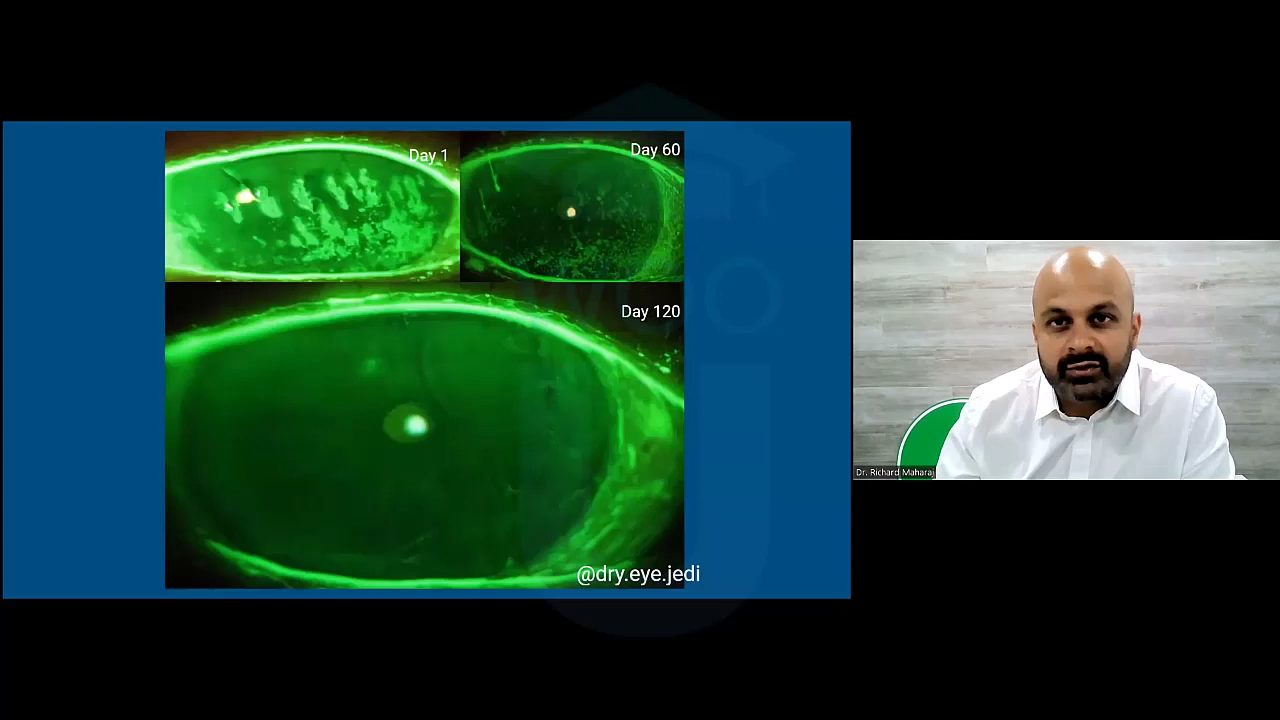 Day 1
Day 60
Day 120
@dry.eye.jedi
Dr. Richard Maharaj